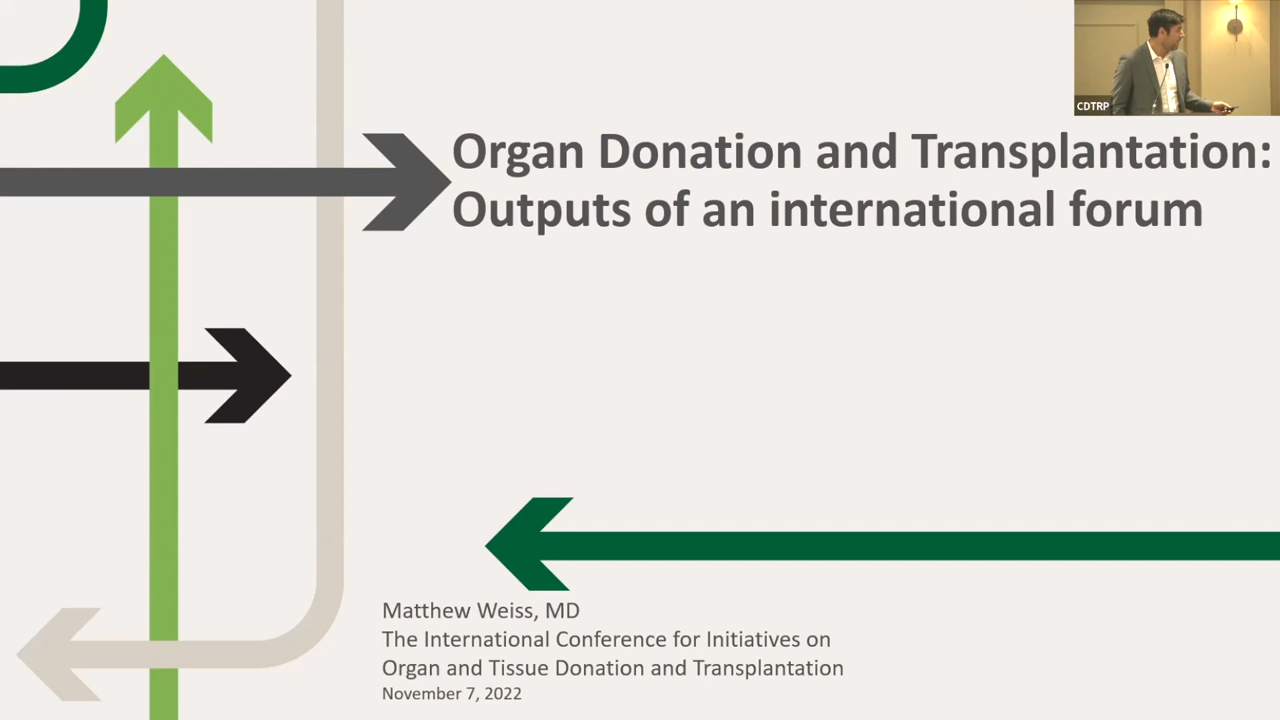 CDTRP
Organ Donation and Transplantation:
Outputs of an international forum
Matthew Weiss, MD
The International Conference for Initiatives on
Organ and Tissue Donation and Transplantation
November 7, 2022